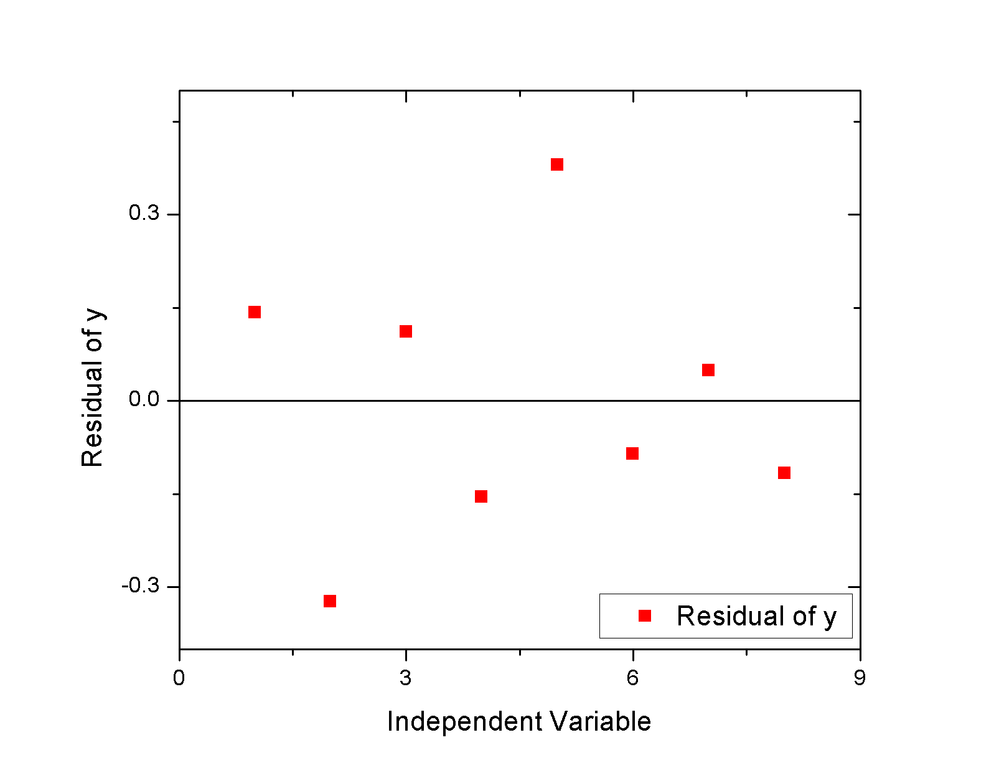 0.3
0.0
-0.3
Residual of y
Residual of y
0
3
6
9
Independent Variable